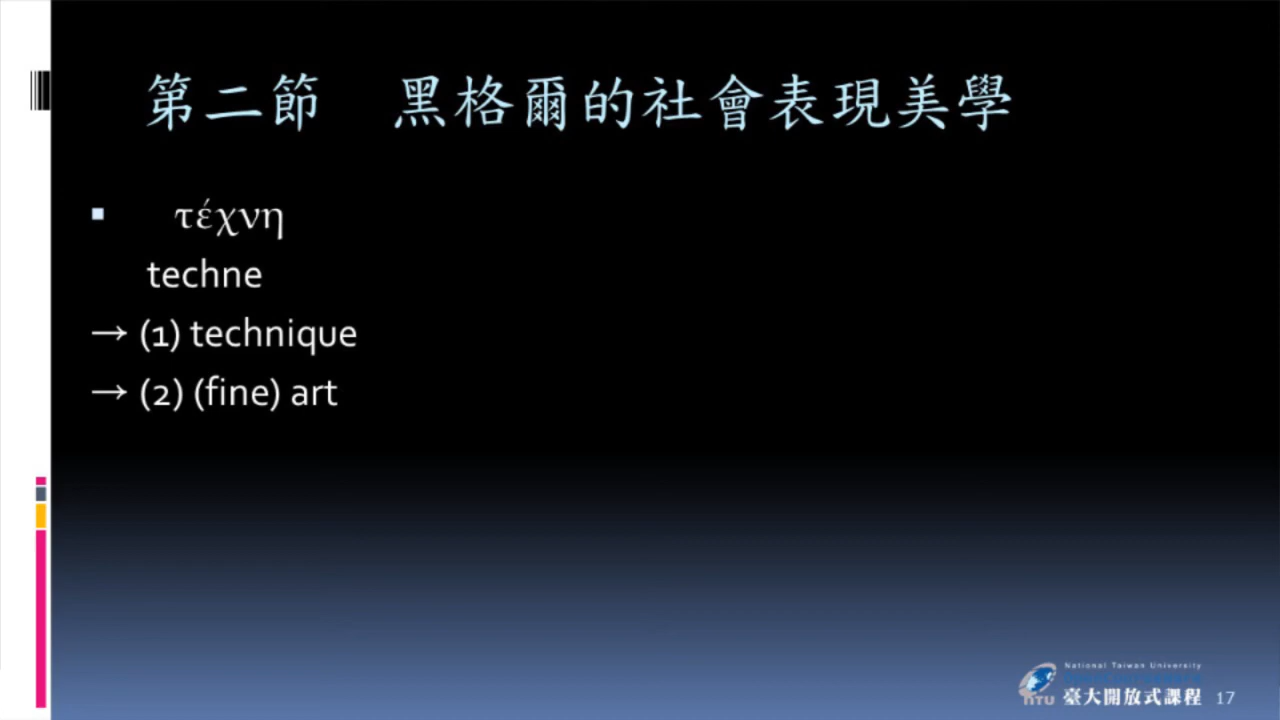 第二節 黑格爾的社會表現美學
▪ τέχνη
techne
→ (1) technique
→ (2) (fine) art
National Taiwan University
NTU 臺大開放式課程 17